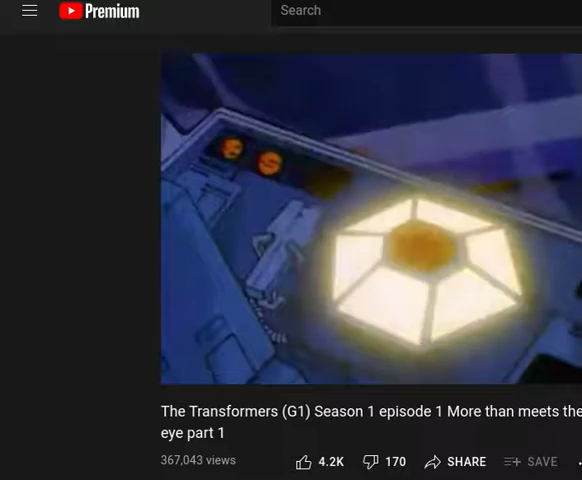 Premium
Search
The Transformers (G1) Season 1 episode 1 More than meets the
eye part 1
367,043 views
4.2K
170
SHARE
SAVE